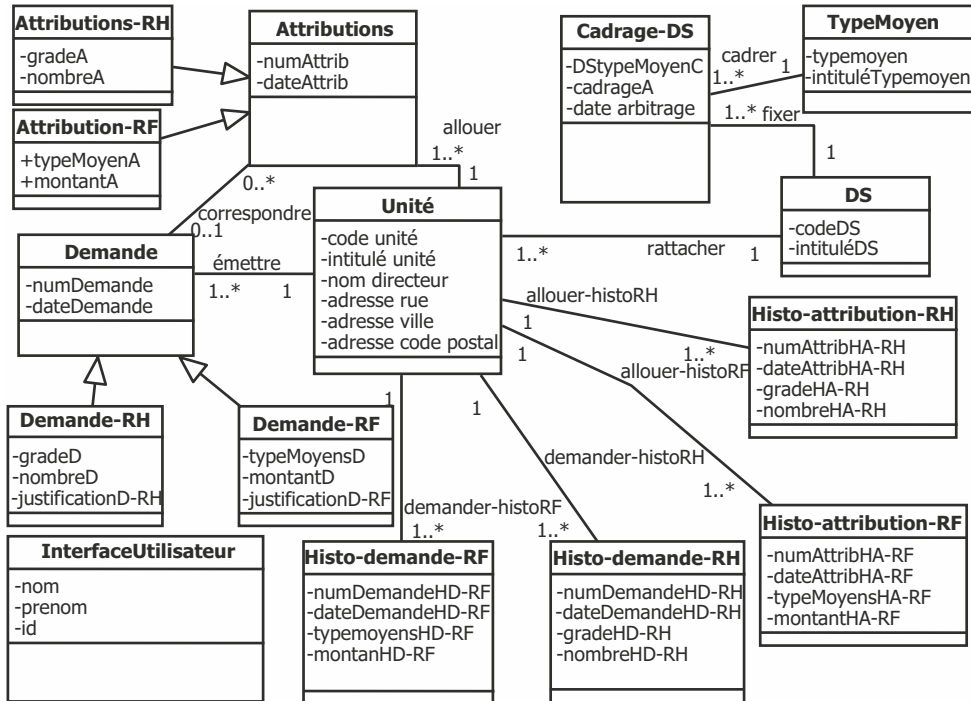 Attributions-RH
-gradeA
-nombreA
Attributions
-numAttrib
-dateAttrib
Cadrage-DS
-DStypeMoyenC
-cadrageA
-date arbitrage
TypeMoyen
-typemoyen
-intituléTypemoyen
cadrer
1..*
1
Attribution-RF
+typeMoyenA
+montantA
1..*
fixer
1
allouer
1..*
1
0..*
correspondre
0..1
Unité
-code unité
-intitulé unité
-nom directeur
-adresse rue
-adresse ville
-adresse code postal
DS
-codeDS
-intituléDS
1..*
rattacher
1
Demande
-numDemande
-dateDemande
émettre
1..*
1
allouer-histoRH
1
1..*
Histo-attribution-RH
-numAttribHA-RH
-dateAttribHA-RH
-gradeHA-RH
-nombreHA-RH
1
allouer-histoRF
1..*
Demande-RH
-gradeD
-nombreD
-justificationD-RH
Demande-RF
-typeMoyensD
-montantD
-justificationD-RF
1
demander-histoRF
1..*
1
demander-histoRH
1..*
Histo-attribution-RF
-numAttribHA-RF
-dateAttribHA-RF
-typeMoyensHA-RF
-montantHA-RF
InterfaceUtilisateur
-nom
-prenom
-id
Histo-demande-RF
-numDemandeHD-RF
-dateDemandeHD-RF
-typemoyensHD-RF
-montanHD-RF
Histo-demande-RH
-numDemandeHD-RH
-dateDemandeHD-RH
-gradeHD-RH
-nombreHD-RH